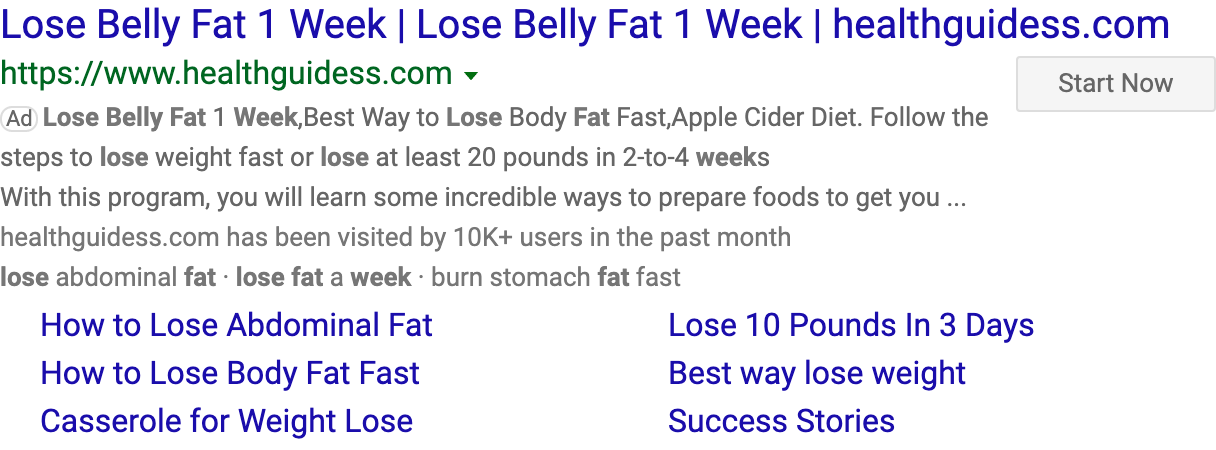 Lose Belly Fat 1 Week | Lose Belly Fat 1 Week | healthguidess.com
https://www.healthguidess.com
Start Now
Ad Lose Belly Fat 1 Week,Best Way to Lose Body Fat Fast,Apple Cider Diet. Follow the
steps to lose weight fast or lose at least 20 pounds in 2-to-4 weeks
With this program, you will learn some incredible ways to prepare foods to get you ...
healthguidess.com has been visited by 10K+ users in the past month
lose abdominal fat · lose fat a week · burn stomach fat fast
How to Lose Abdominal Fat
Lose 10 Pounds In 3 Days
How to Lose Body Fat Fast
Best way lose weight
Casserole for Weight Lose
Success Stories